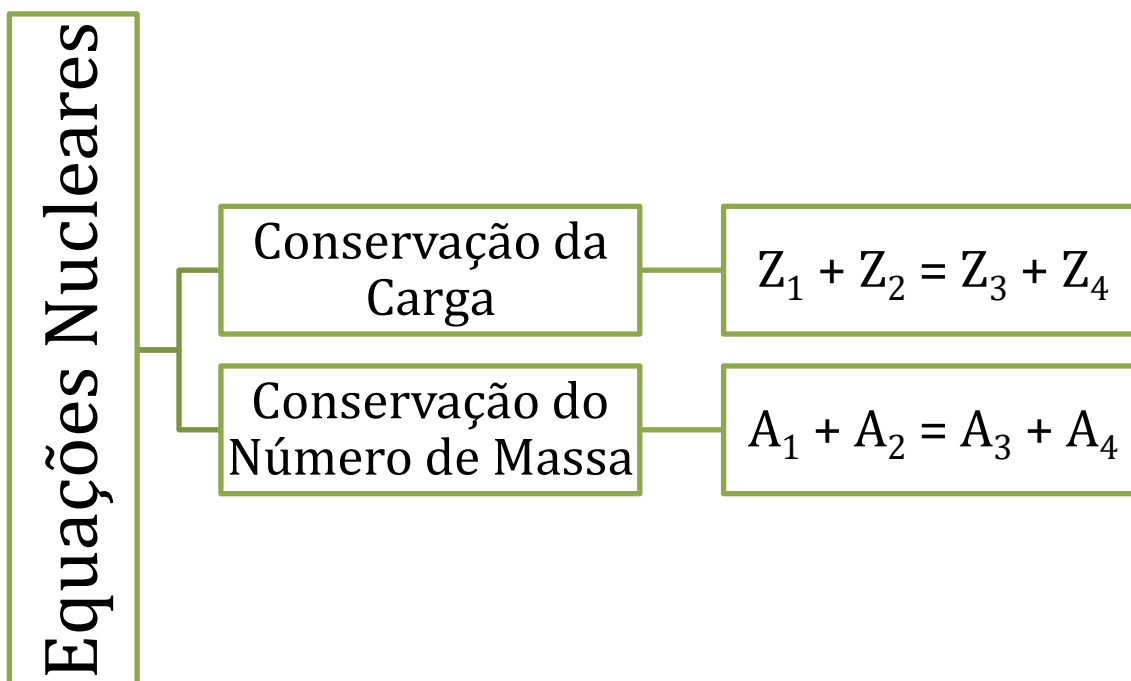 Equações Nucleares
Conservação da
Carga
Z₁ + Z₂ = Z₃ + Z₄
Conservação do
Número de Massa
A₁ + A₂ = A₃ + A₄